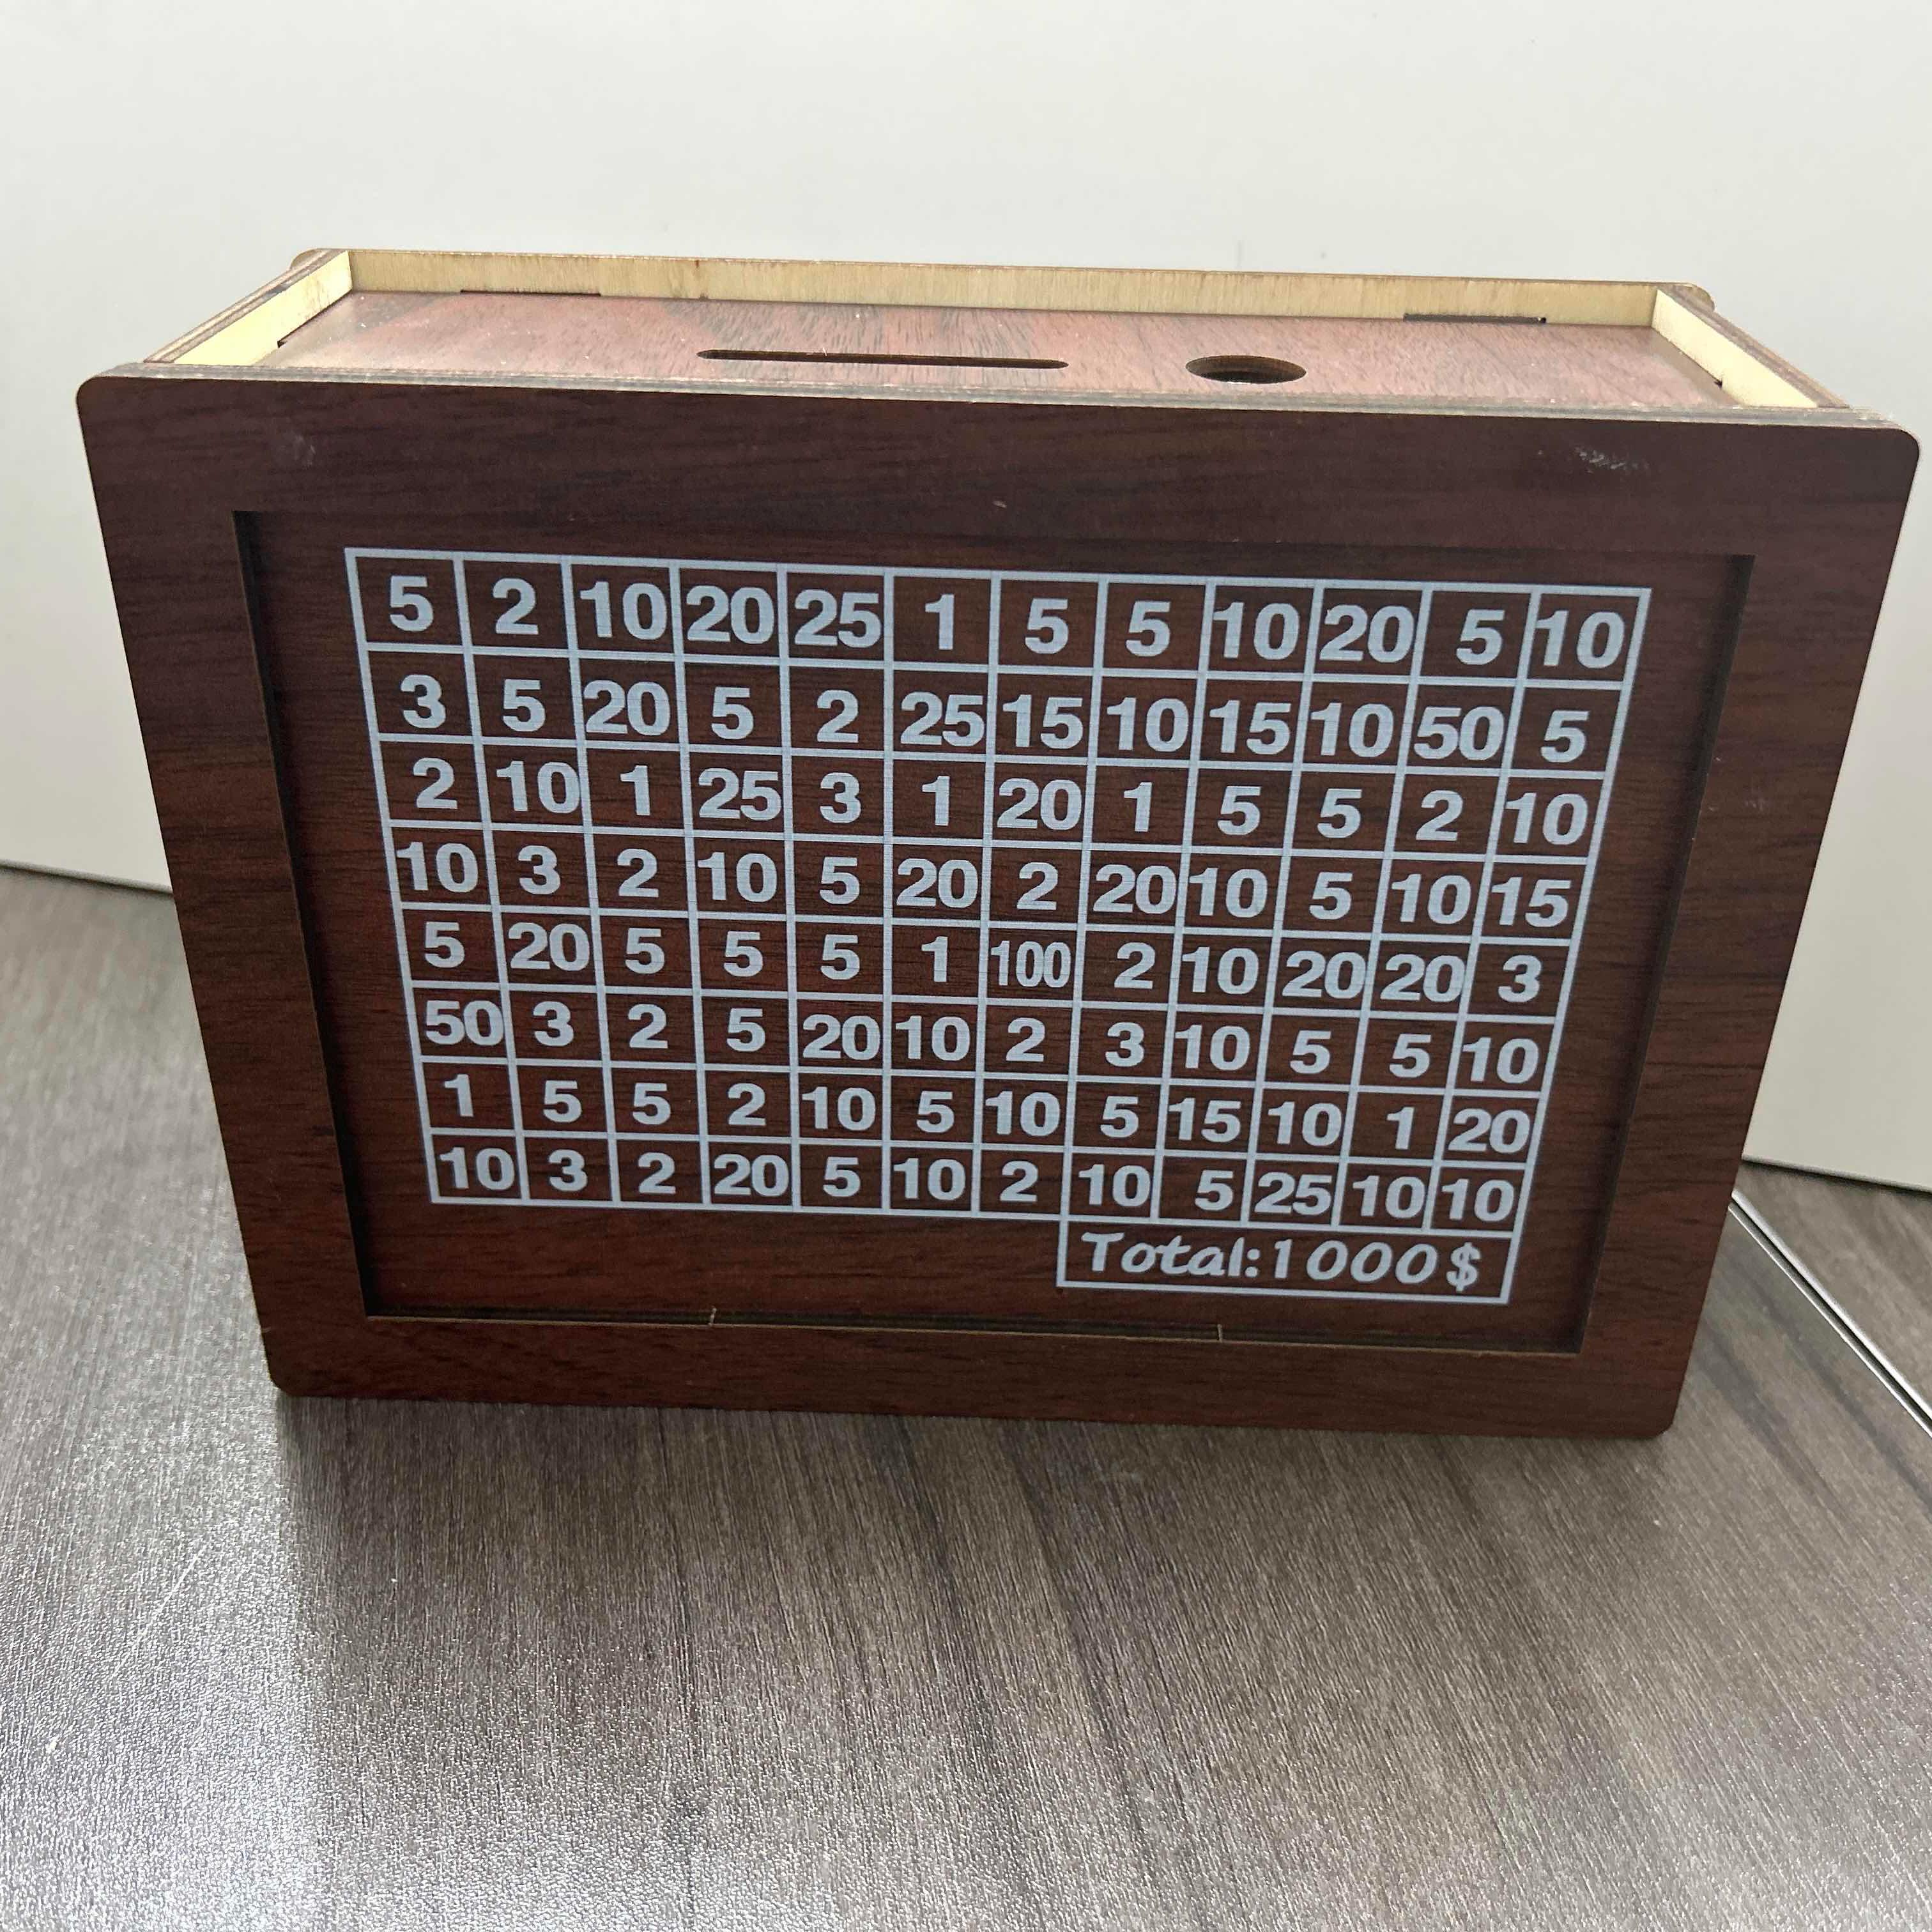 5 2 10 20 25 1 5 5 10 20 5 10
3 5 20 5 2 25 15 10 15 10 50 5
2 10 1 25 3 1 20 1 5 5 2 10
10 3 2 10 5 20 2 20 10 5 10 15
5 20 5 5 5 1 100 2 10 20 20 3
50 3 2 5 20 10 2 3 10 5 5 10
1 5 5 2 10 5 10 5 15 10 1 20
10 3 2 20 5 10 2 10 5 25 10 10
Total:1000$